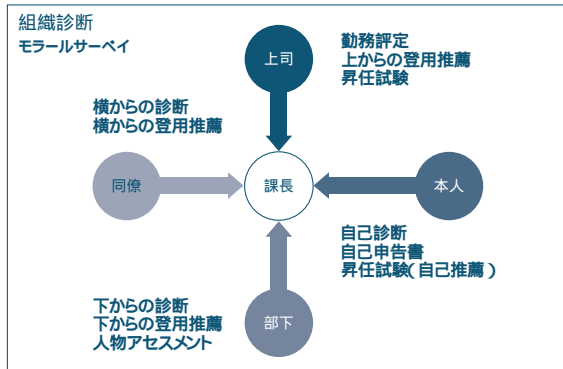 組織診断
モラールサーベイ
上司
勤務評定
上からの登用推薦
昇任試験
横からの診断
横からの登用推薦
同僚
課長
本人
自己診断
自己申告書
昇任試験(自己推薦)
下からの診断
下からの登用推薦
人物アセスメント
部下